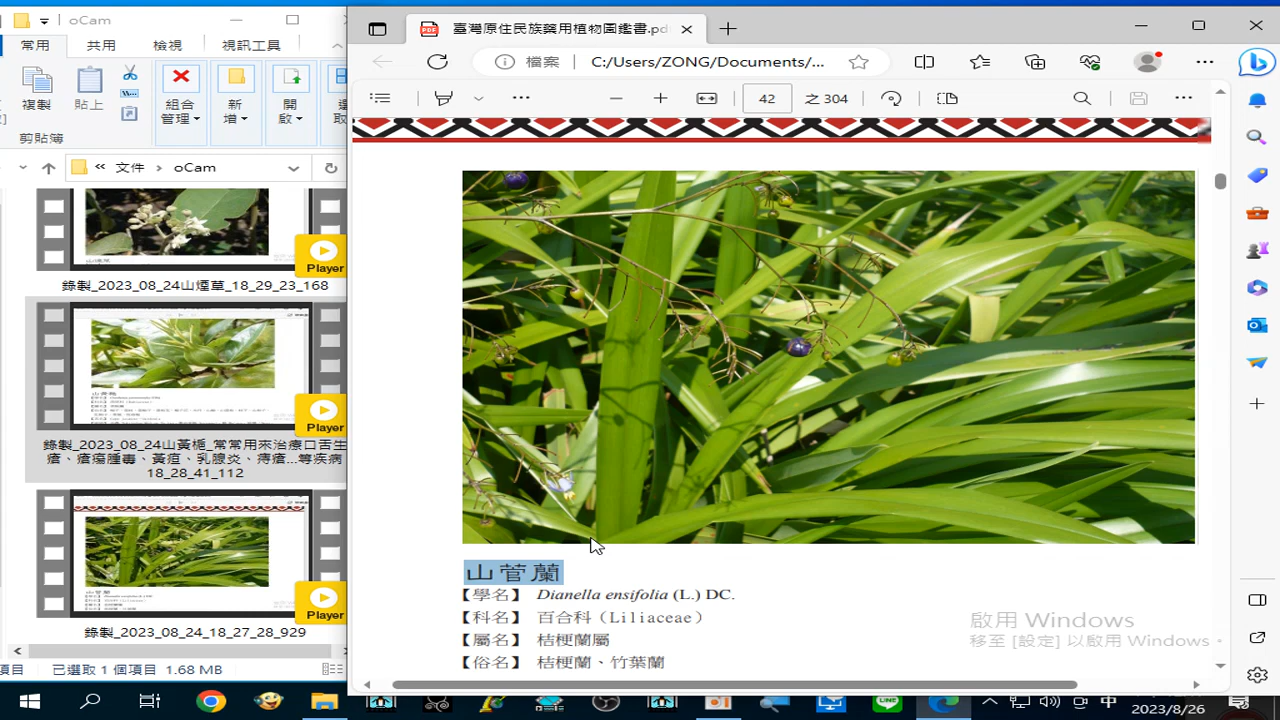 oCam
常用 共用 檢視 視訊工具
複製
貼上
組合
管理
新
增
開
啟
剪貼簿
文件 oCam
Player
錄製_2023_08_24山煙草_18_29_23_168
山黃梔
Player
錄製_2023_08_24山黃梔_常常用來治療口舌生
瘡、瘡瘍腫毒、黃疸、乳腺炎、痔瘡...等疾病
18_28_41_112
山菅蘭
Player
錄製_2023_08_24_18_27_28_929
項目 已選取 1 個項目 1.68 MB
臺灣原住民族藥用植物圖鑑書.pd
檔案 C:/Users/ZONG/Documents/...
42 之 304
山菅蘭
【學名】 Dianella ensifolia (L.) DC.
【科名】 百合科（Liliaceae）
【屬名】 桔梗蘭屬
【俗名】 桔梗蘭、竹葉蘭
啟用 Windows
移至 [設定] 以啟用 Windows。
LINE
中
2023/8/26